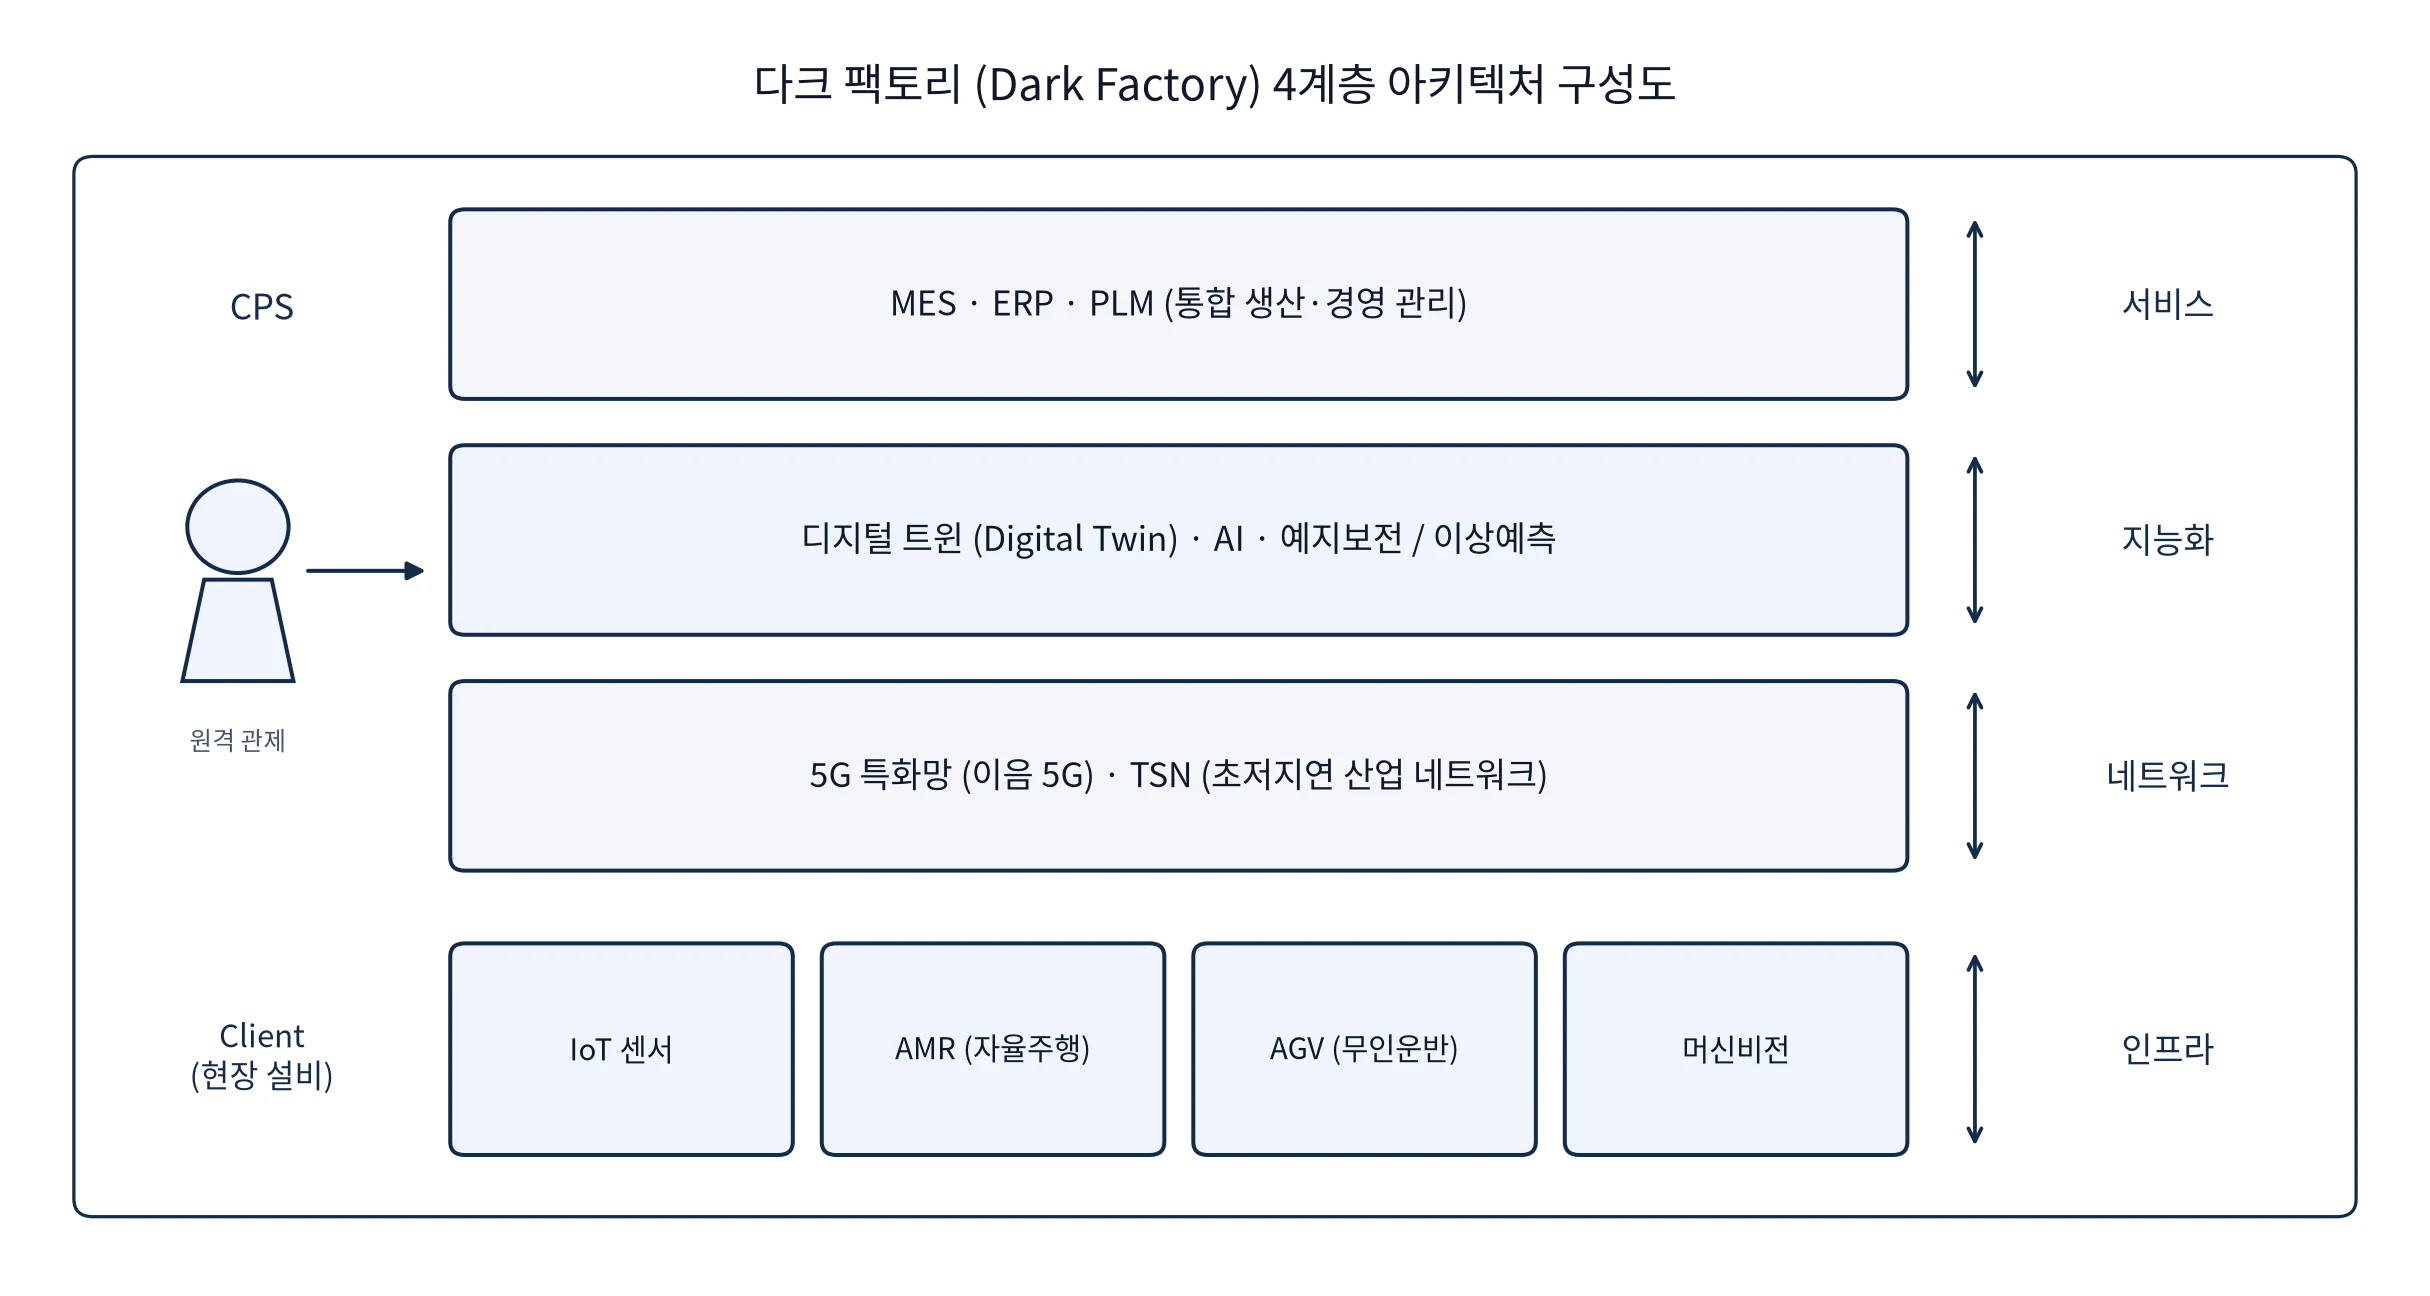 다크 팩토리 (Dark Factory) 4계층 아키텍처 구성도
CPS
MES · ERP · PLM (통합 생산·경영 관리)
서비스
디지털 트윈 (Digital Twin) · AI · 예지보전 / 이상예측
지능화
원격 관제
5G 특화망 (이음 5G) · TSN (초저지연 산업 네트워크)
네트워크
Client
(현장 설비)
IoT 센서
AMR (자율주행)
AGV (무인운반)
머신비전
인프라